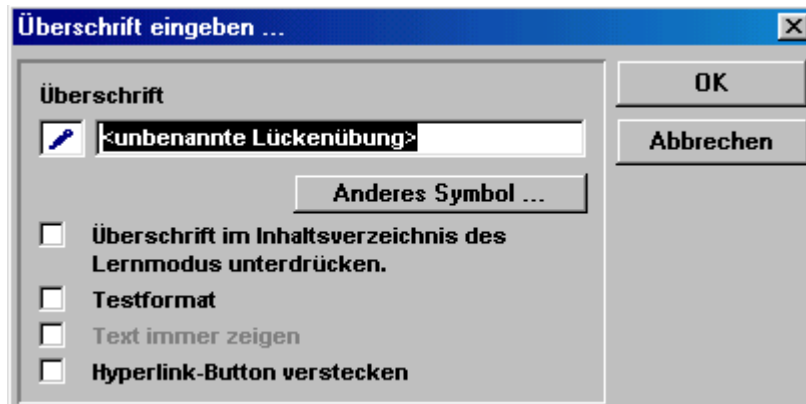 Überschrift eingeben ...
Überschrift
<unbenannte Lückenübung>
Anderes Symbol ...
Überschrift im Inhaltsverzeichnis des
Lernmodus unterdrücken.
Testformat
Text immer zeigen
Hyperlink-Button verstecken
OK
Abbrechen